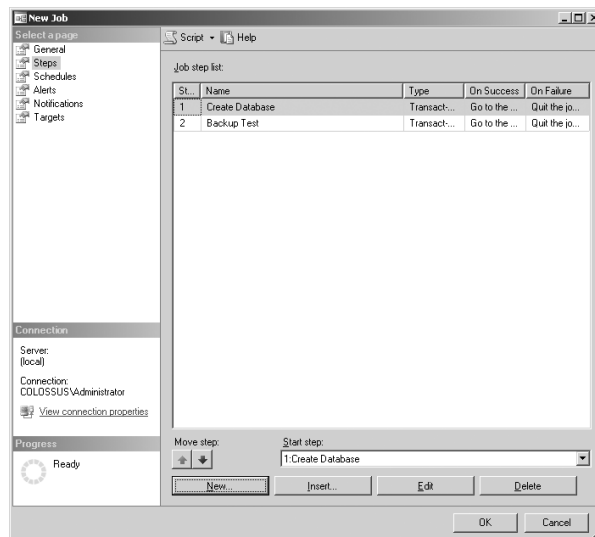 New Job
Select a page
General
Steps
Schedules
Alerts
Notifications
Targets
Script
Help
Job step list:
St... Name Type On Success On Failure
1 Create Database Transact-... Go to the ... Quit the jo...
2 Backup Test Transact-... Go to the ... Quit the jo...
Connection
Server:
(local)
Connection:
COLOSSUS\Administrator
View connection properties
Progress
Ready
Move step:
Start step:
1:Create Database
New...
Insert...
Edit
Delete
OK
Cancel